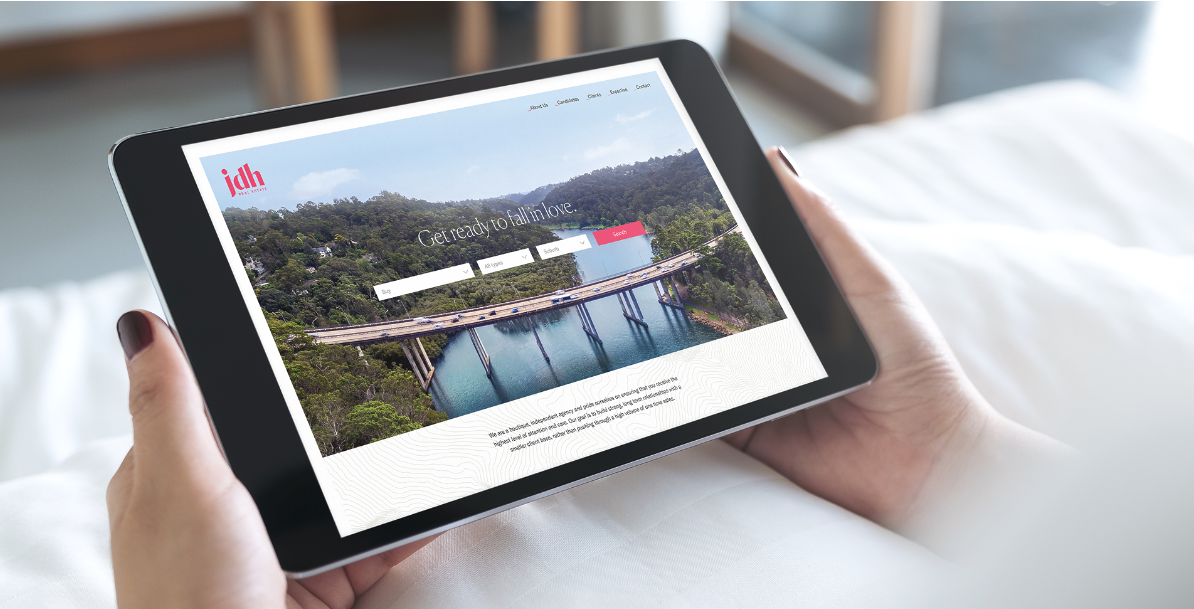 About Us Candidates Clients Expertise Contact
jdh
REAL ESTATE
Get ready to fall in love.
Buy All types Suburb Search
We are a boutique, independent agency and pride ourselves on ensuring that you receive the
highest level of attention and care. Our goal is to build strong, long term relationships with a
smaller client base, rather than pushing through a high volume of one time sales.